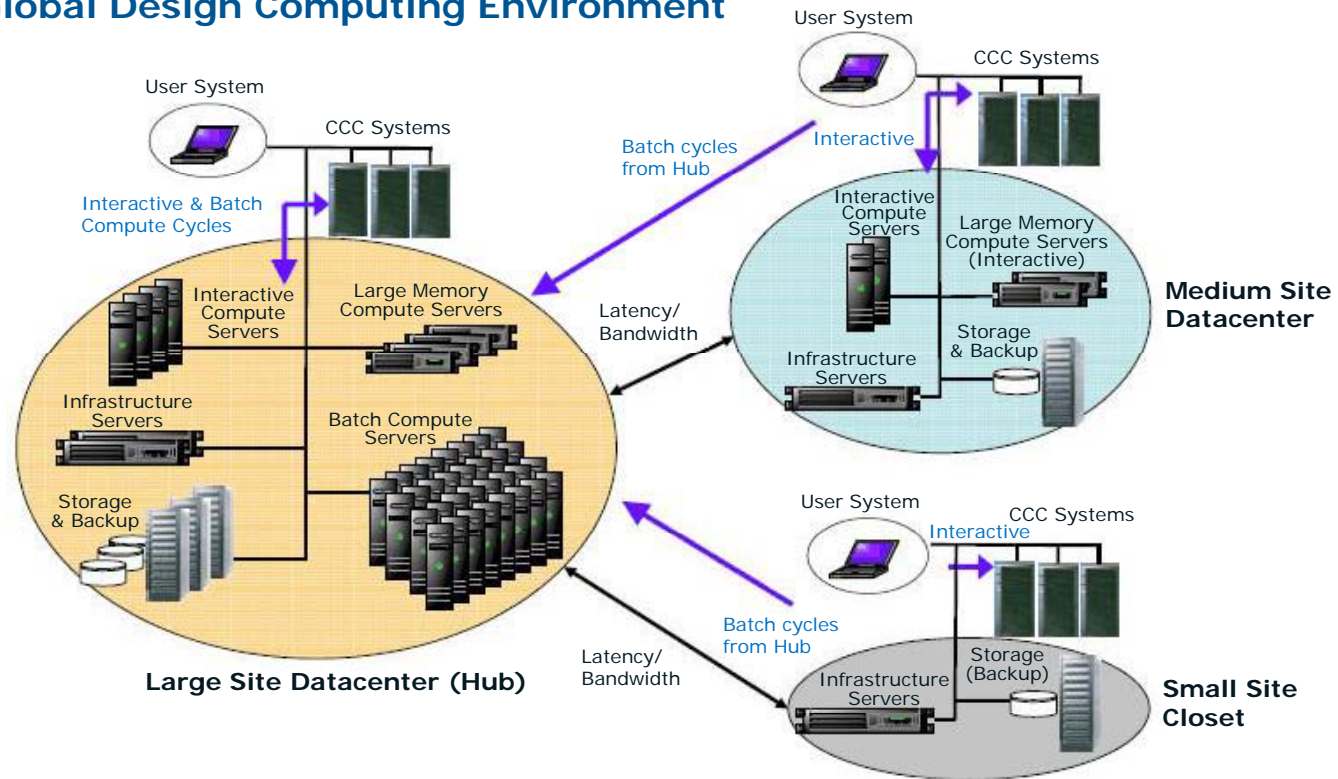 Global Design Computing Environment
User System
CCC Systems
Interactive & Batch
Compute Cycles
Interactive
Compute
Servers
Large Memory
Compute Servers
Infrastructure
Servers
Batch Compute
Servers
Storage
& Backup
Large Site Datacenter (Hub)
Batch cycles
from Hub
Latency/
Bandwidth
User System
CCC Systems
Interactive
Interactive
Compute
Servers
Large Memory
Compute Servers
(Interactive)
Storage
& Backup
Infrastructure
Servers
Medium Site
Datacenter
Batch cycles
from Hub
Latency/
Bandwidth
User System
CCC Systems
Interactive
Infrastructure
Servers
Storage
(Backup)
Small Site
Closet